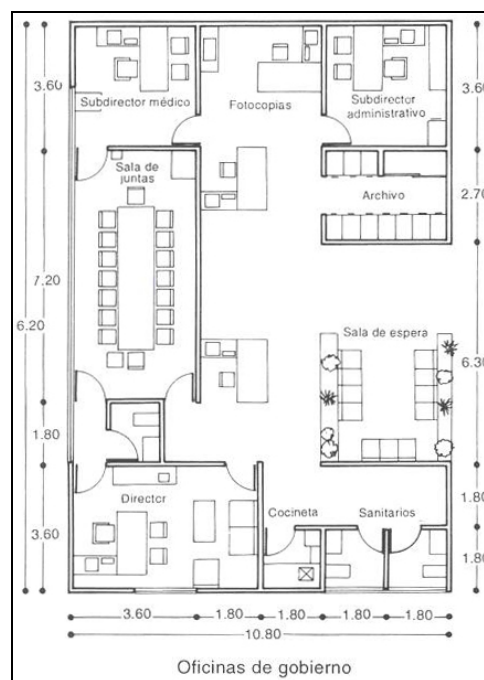 3.60
Subdirector médico
Fotocopias
Subdirector
administrativo
3.60
Sala de
juntas
Archivo
2.70
7.20
6.20
Sala de espera
6.30
1.80
Director
Cocineta
Sanitarios
1.80
3.60
1.80
3.60
1.80
1.80
1.80
1.80
10.80
Oficinas de gobierno